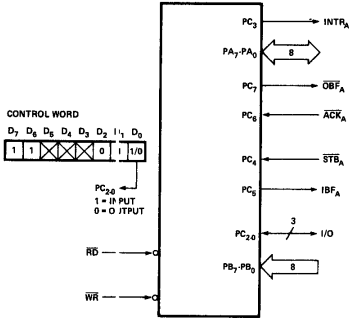 PC3 INTRA
PA7-PA0 8
PC7 OBFA
CONTROL WORD
PC6 ACKA
D7 D6 D5 D4 D3 D2 D0
1 1 0 1/0
PC4 STBA
PC2-0
PC5 IBFA
1 = INPUT
0 = OUTPUT
3
PC2-0 I/O
RD
PB7-PB0 8
WR